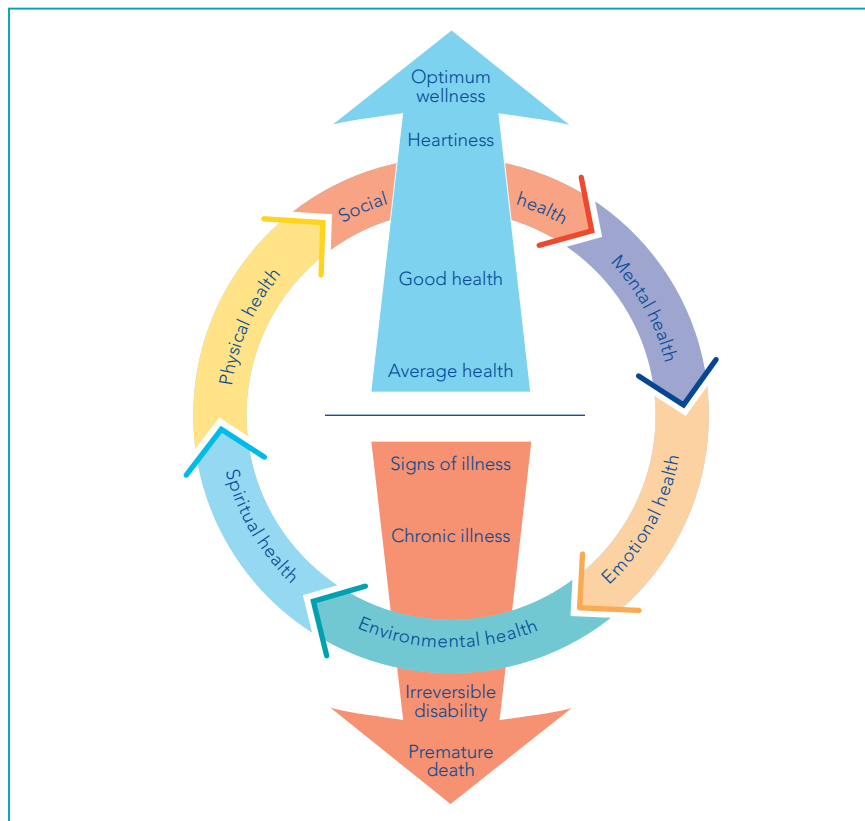 Optimum
wellness
Heartiness
Social health
Mental health
Physical health
Good health
Average health
Signs of illness
Emotional health
Spiritual health
Chronic illness
Environmental health
Irreversible
disability
Premature
death